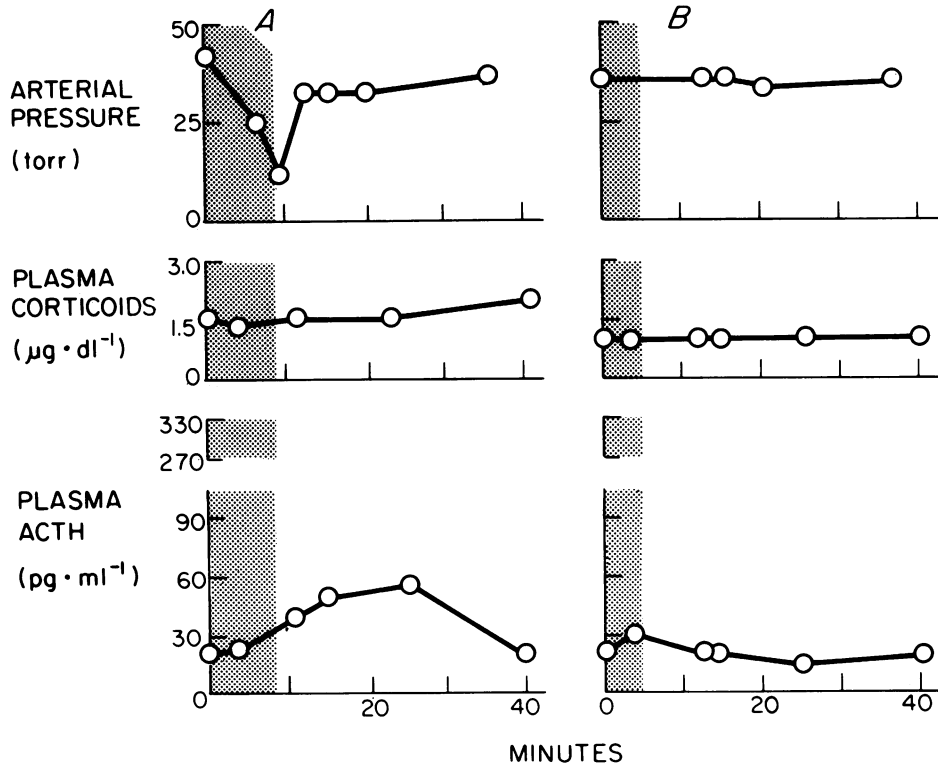 A
B
ARTERIAL
PRESSURE
(torr)
50
25
0
PLASMA
CORTICOIDS
(µg·dl⁻¹)
3.0
1.5
0
330
270
PLASMA
ACTH
(pg·ml⁻¹)
90
60
30
0
20
40
0
20
40
MINUTES